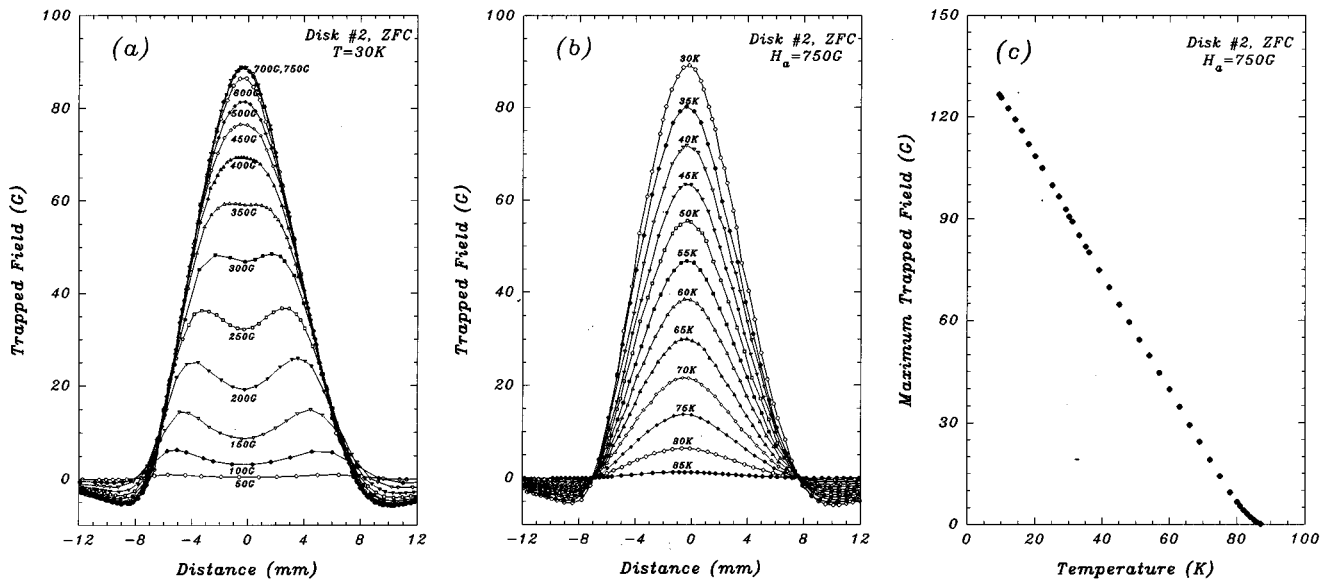 (a)
Disk #2, ZFC
T=30K
700G,750G
600G
500G
450G
400G
350G
300G
250G
200G
150G
100G
50G
100
80
60
40
20
0
−12
−8
−4
0
4
8
12
Trapped Field (G)
Distance (mm)
(b)
Disk #2, ZFC
Ha=750G
30K
35K
40K
45K
50K
55K
60K
65K
70K
75K
80K
85K
100
80
60
40
20
0
−12
−8
−4
0
4
8
12
Trapped Field (G)
Distance (mm)
(c)
Disk #2, ZFC
Ha=750G
150
120
90
60
30
0
0
20
40
60
80
100
Maximum Trapped Field (G)
Temperature (K)